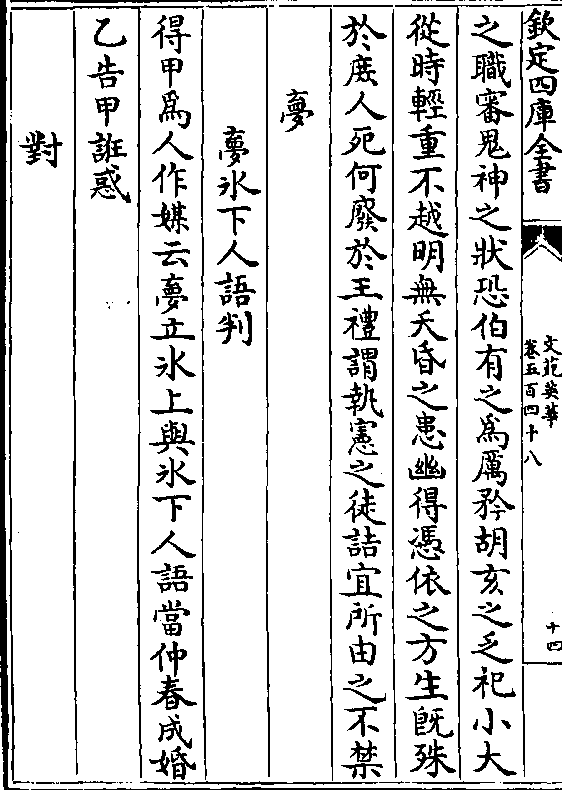 欽定四庫全書
文苑英華
卷五百四十八
十四
之職審鬼神之狀恐伯有之為厲矜胡亥之乏祀小大
從時輕重不越明無夭昏之患幽得憑依之方生既殊
於庶人死何廢於王禮謂執憲之徒詰宜所由之不禁
夢
夢氷下人語判
得甲為人作媒云夢立氷上與氷下人語當仲春成婚
乙告甲誑惑
對